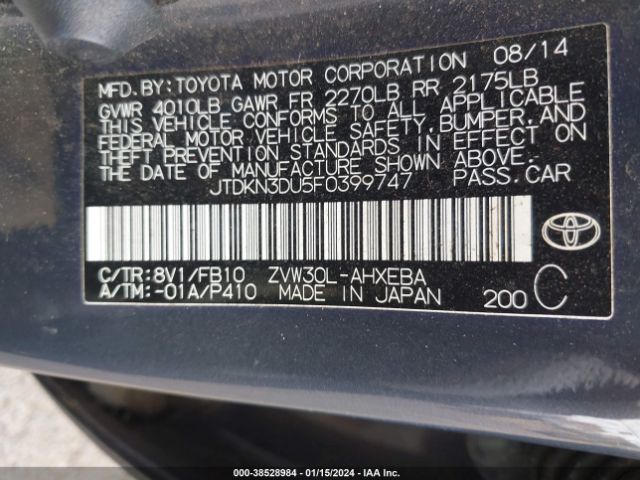 MFD.BY:TOYOTA MOTOR CORPORATION 08/14
GVWR 4010LB GAWR FR 2270LB RR 2175LB
THIS VEHICLE CONFORMS TO ALL APPLICABLE
FEDERAL MOTOR VEHICLE SAFETY,BUMPER,AND
THEFT PREVENTION STANDARDS IN EFFECT ON
THE DATE OF MANUFACTURE SHOWN ABOVE.
JTDKN3DU5F0399747 PASS.CAR
C/TR:8V1/FB10 ZVW30L-AHXEBA
A/TM:-01A/P410 MADE IN JAPAN 200 C
000-38528984 - 01/15/2024 - IAA Inc.